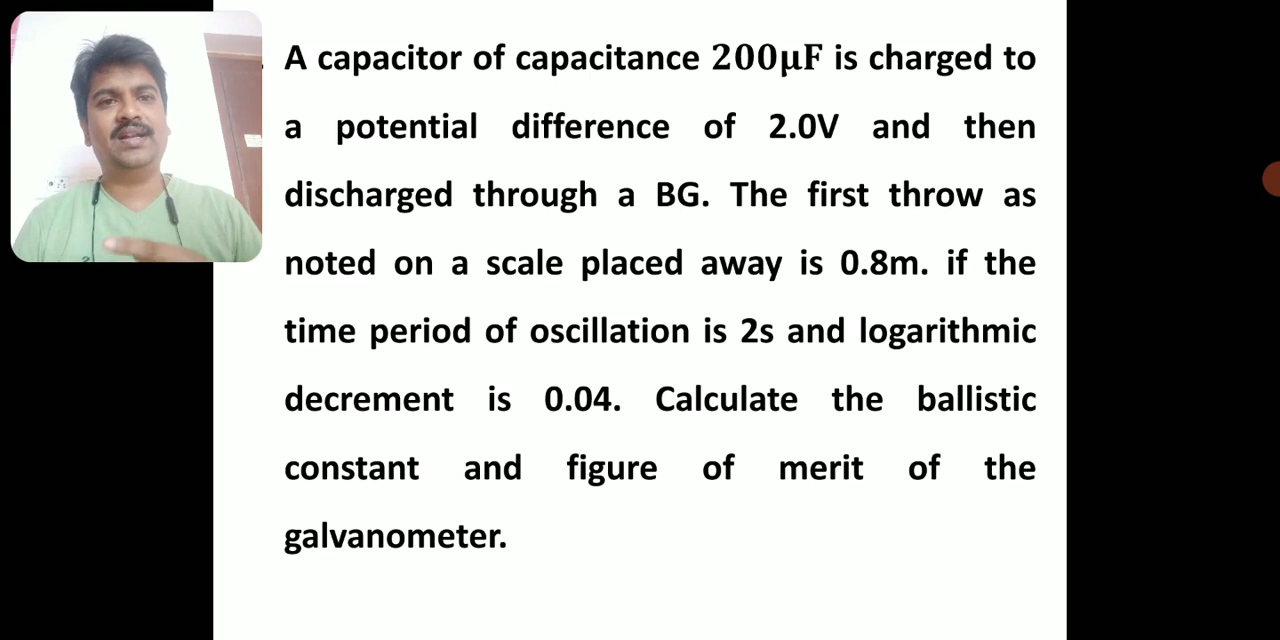 A capacitor of capacitance 200μF is charged to
a potential difference of 2.0V and then
discharged through a BG. The first throw as
noted on a scale placed away is 0.8m. if the
time period of oscillation is 2s and logarithmic
decrement is 0.04. Calculate the ballistic
constant and figure of merit of the
galvanometer.